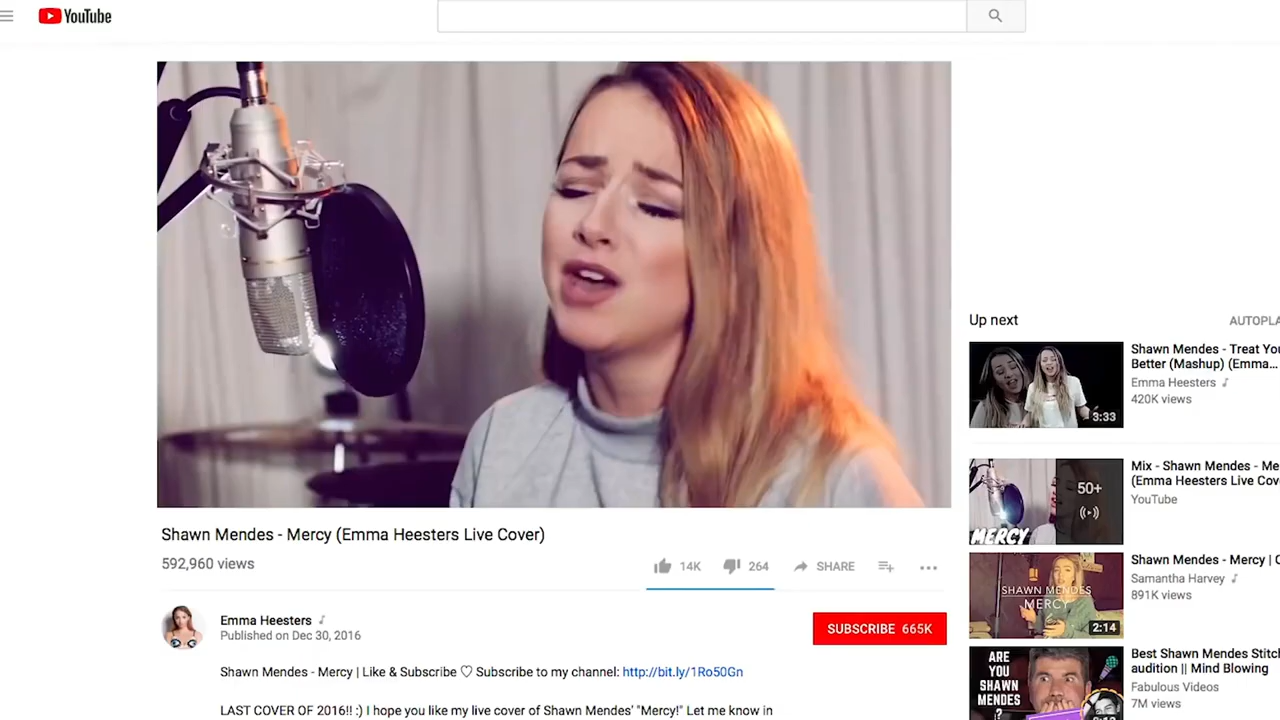 YouTube
Shawn Mendes - Mercy (Emma Heesters Live Cover)
592,960 views
14K
264
SHARE
Emma Heesters
Published on Dec 30, 2016
SUBSCRIBE 665K
Shawn Mendes - Mercy | Like & Subscribe ♡ Subscribe to my channel: http://bit.ly/1Ro50Gn
LAST COVER OF 2016!! :) I hope you like my live cover of Shawn Mendes' "Mercy!" Let me know in
Up next
AUTOPLA
Shawn Mendes - Treat You
Better (Mashup) (Emma...
Emma Heesters
420K views
3:33
Mix - Shawn Mendes - Me
(Emma Heesters Live Cov
YouTube
50+
MERCY
Shawn Mendes - Mercy | C
Samantha Harvey
891K views
SHAWN MENDES
MERCY
2:14
Best Shawn Mendes Stitch
audition || Mind Blowing
Fabulous Videos
7M views
ARE
YOU
SHAWN
MENDES
?